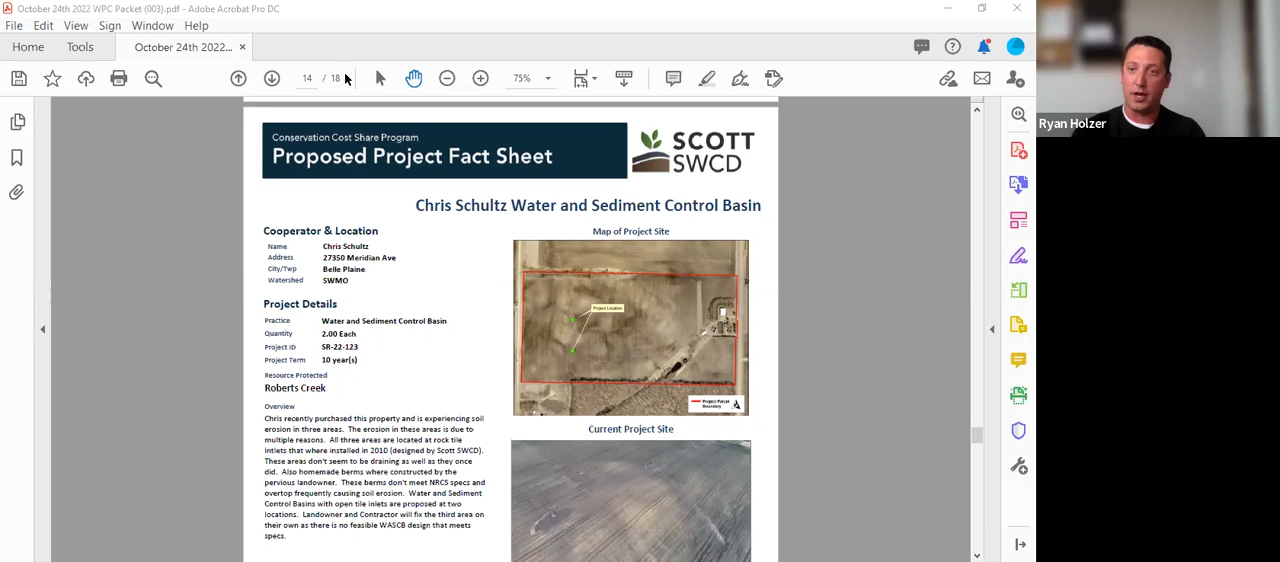 October 24th 2022 WPC Packet (003).pdf - Adobe Acrobat Pro DC
File Edit View Sign Window Help
Home Tools October 24th 2022... ×
14 / 18 75%
Ryan Holzer
Conservation Cost Share Program
Proposed Project Fact Sheet
SCOTT
SWCD
Chris Schultz Water and Sediment Control Basin
Cooperator & Location
Name Chris Schultz
Address 27350 Meridian Ave
City/Twp Belle Plaine
Watershed SWMO
Project Details
Practice Water and Sediment Control Basin
Quantity 2.00 Each
Project ID SR-22-123
Project Term 10 year(s)
Resource Protected
Roberts Creek
Overview
Chris recently purchased this property and is experiencing soil
erosion in three areas. The erosion in these areas is due to
multiple reasons. All three areas are located at rock tile
intlets that where installed in 2010 (designed by Scott SWCD).
These areas don't seem to be draining as well as they once
did. Also homemade berms where constructed by the
pervious landowner. These berms don't meet NRCS specs and
overtop frequently causing soil erosion. Water and Sediment
Control Basins with open tile inlets are proposed at two
locations. Landowner and Contractor will fix the third area on
their own as there is no feasible WASCB design that meets
specs.
Map of Project Site
Project Location
Project Parcel
Boundary
Current Project Site